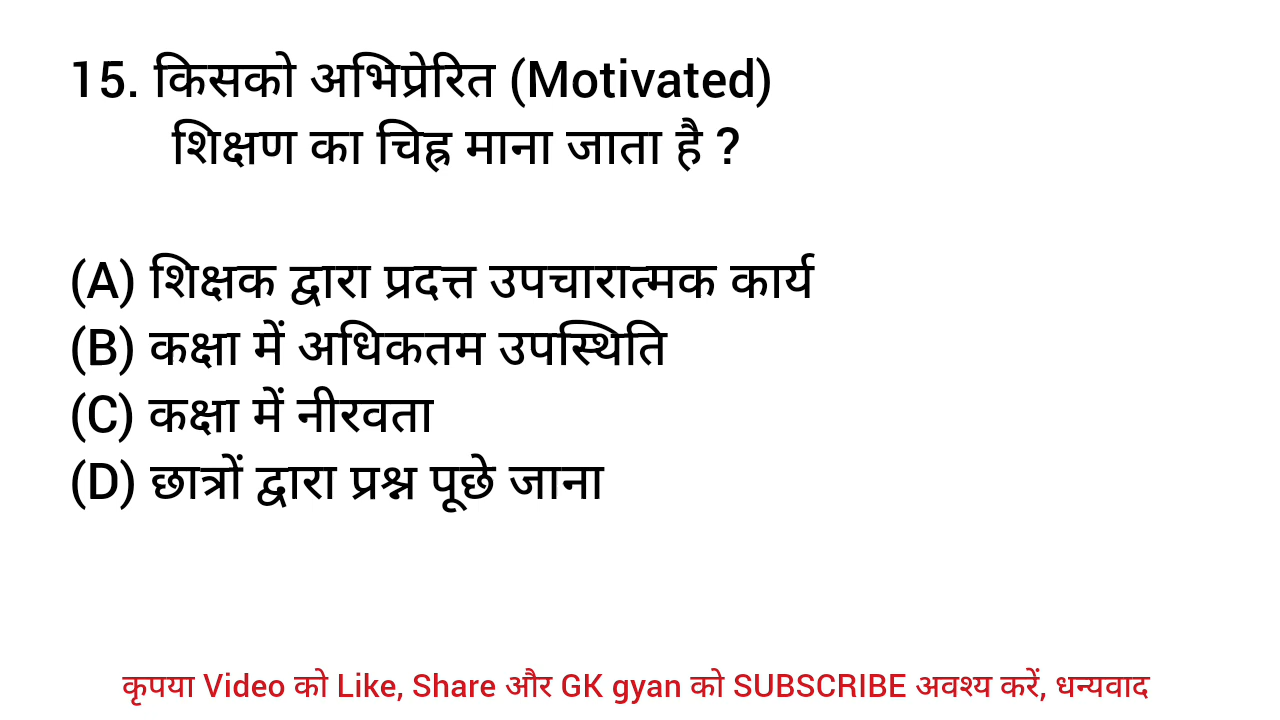 15. किसको अभिप्रेरित (Motivated)
शिक्षण का चिह्न माना जाता है ?
(A) शिक्षक द्वारा प्रदत्त उपचारात्मक कार्य
(B) कक्षा में अधिकतम उपस्थिति
(C) कक्षा में नीरवता
(D) छात्रों द्वारा प्रश्न पूछे जाना
कृपया Video को Like, Share और GK gyan को SUBSCRIBE अवश्य करें, धन्यवाद